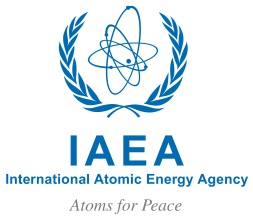 IAEA
International Atomic Energy Agency
Atoms for Peace